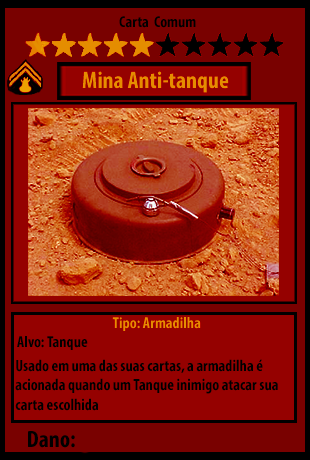 Carta Comum
Mina Anti-tanque
Tipo: Armadilha
Alvo: Tanque
Usado em uma das suas cartas, a armadilha é
acionada quando um Tanque inimigo atacar sua
carta escolhida
Dano: